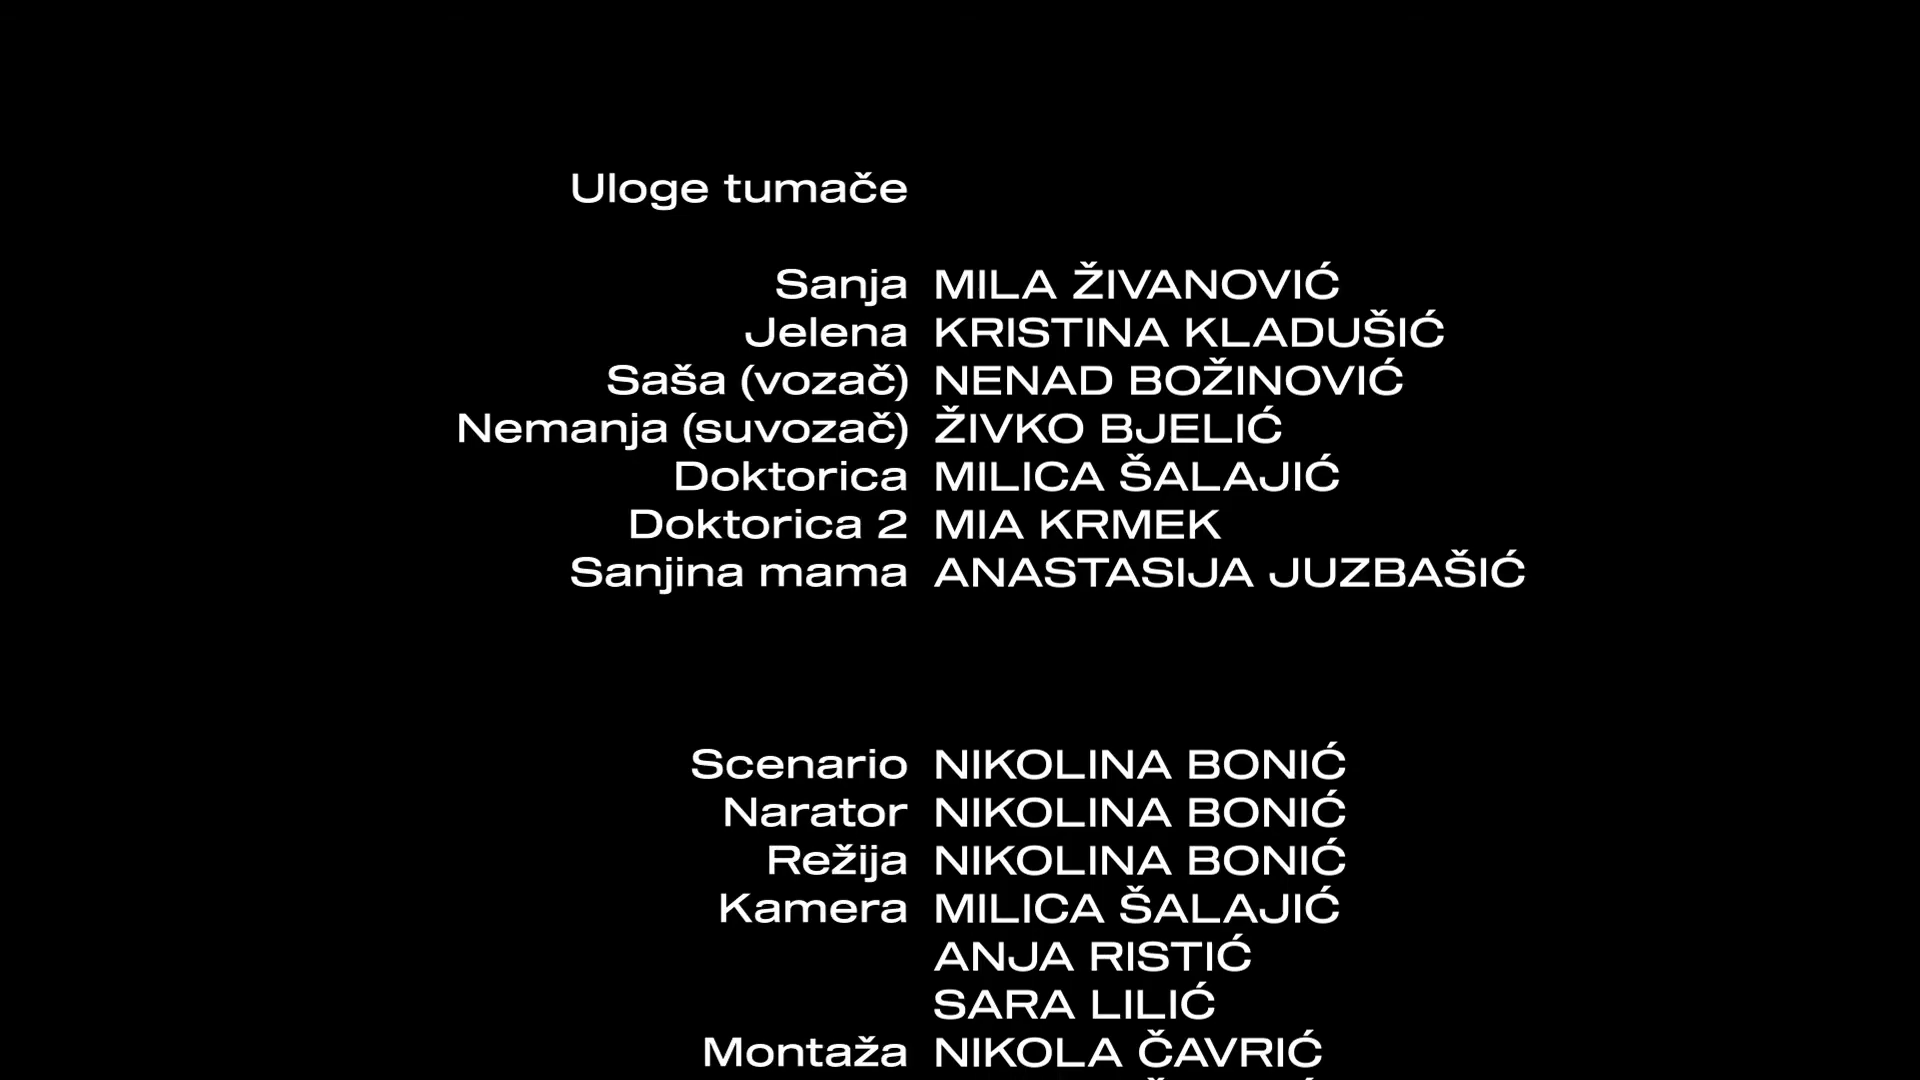 Uloge tumače
Sanja MILA ŽIVANOVIĆ
Jelena KRISTINA KLADUŠIĆ
Saša (vozač) NENAD BOŽINOVIĆ
Nemanja (suvozač) ŽIVKO BJELIĆ
Doktorica MILICA ŠALAJIĆ
Doktorica 2 MIA KRMEK
Sanjina mama ANASTASIJA JUZBAŠIĆ
Scenario NIKOLINA BONIĆ
Narator NIKOLINA BONIĆ
Režija NIKOLINA BONIĆ
Kamera MILICA ŠALAJIĆ
ANJA RISTIĆ
SARA LILIĆ
Montaža NIKOLA ČAVRIĆ